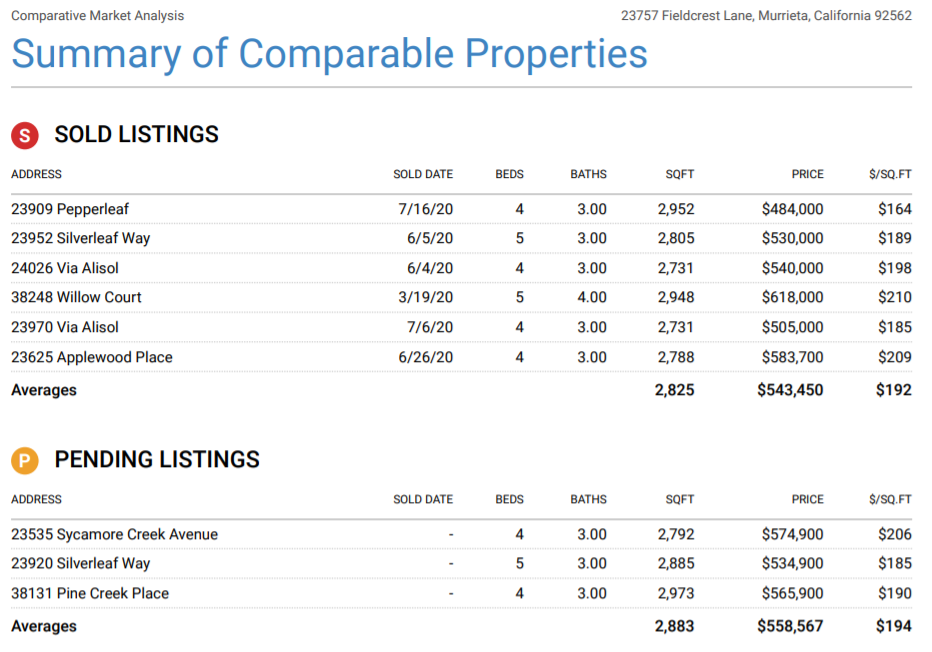 Comparative Market Analysis 23757 Fieldcrest Lane, Murrieta, California 92562
Summary of Comparable Properties
S SOLD LISTINGS
ADDRESS SOLD DATE BEDS BATHS SQFT PRICE $/SQ.FT
23909 Pepperleaf 7/16/20 4 3.00 2,952 $484,000 $164
23952 Silverleaf Way 6/5/20 5 3.00 2,805 $530,000 $189
24026 Via Alisol 6/4/20 4 3.00 2,731 $540,000 $198
38248 Willow Court 3/19/20 5 4.00 2,948 $618,000 $210
23970 Via Alisol 7/6/20 4 3.00 2,731 $505,000 $185
23625 Applewood Place 6/26/20 4 3.00 2,788 $583,700 $209
Averages 2,825 $543,450 $192
P PENDING LISTINGS
ADDRESS SOLD DATE BEDS BATHS SQFT PRICE $/SQ.FT
23535 Sycamore Creek Avenue - 4 3.00 2,792 $574,900 $206
23920 Silverleaf Way - 5 3.00 2,885 $534,900 $185
38131 Pine Creek Place - 4 3.00 2,973 $565,900 $190
Averages 2,883 $558,567 $194